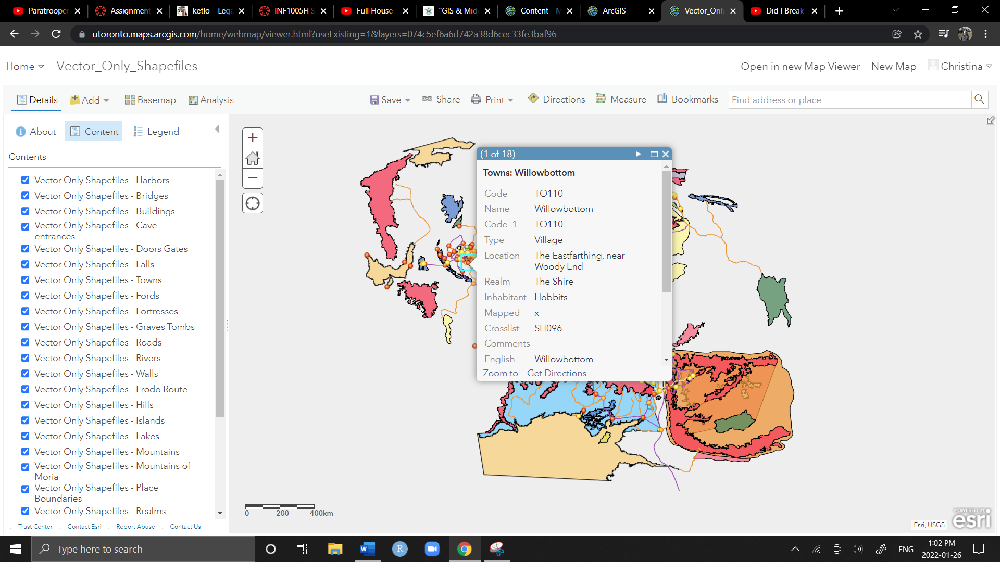 Paratrooper
Assignment
ketlo – Lega
INF1005H S
Full House -
"GIS & Mide
Content - M
ArcGIS
Vector_Only
Did I Break
utoronto.maps.arcgis.com/home/webmap/viewer.html?useExisting=1&layers=074c5ef6a6d742a38d6cec33fe3baf96
Home
Vector_Only_Shapefiles
Open in new Map Viewer
New Map
Christina
Details
Add
Basemap
Analysis
Save
Share
Print
Directions
Measure
Bookmarks
Find address or place
About
Content
Legend
Contents
Vector Only Shapefiles - Harbors
Vector Only Shapefiles - Bridges
Vector Only Shapefiles - Buildings
Vector Only Shapefiles - Cave
entrances
Vector Only Shapefiles - Doors Gates
Vector Only Shapefiles - Falls
Vector Only Shapefiles - Towns
Vector Only Shapefiles - Fords
Vector Only Shapefiles - Fortresses
Vector Only Shapefiles - Graves Tombs
Vector Only Shapefiles - Roads
Vector Only Shapefiles - Rivers
Vector Only Shapefiles - Walls
Vector Only Shapefiles - Frodo Route
Vector Only Shapefiles - Hills
Vector Only Shapefiles - Islands
Vector Only Shapefiles - Lakes
Vector Only Shapefiles - Mountains
Vector Only Shapefiles - Mountains of
Moria
Vector Only Shapefiles - Place
Boundaries
Vector Only Shapefiles - Realms
Trust Center
Contact Esri
Report Abuse
Contact Us
(1 of 18)
Towns: Willowbottom
Code TO110
Name Willowbottom
Code_1 TO110
Type Village
Location The Eastfarthing, near
Woody End
Realm The Shire
Inhabitant Hobbits
Mapped x
Crosslist SH096
Comments
English Willowbottom
Zoom to Get Directions
0 200 400km
Esri, USGS
POWERED BY
esri
Type here to search
ENG
1:02 PM
2022-01-26